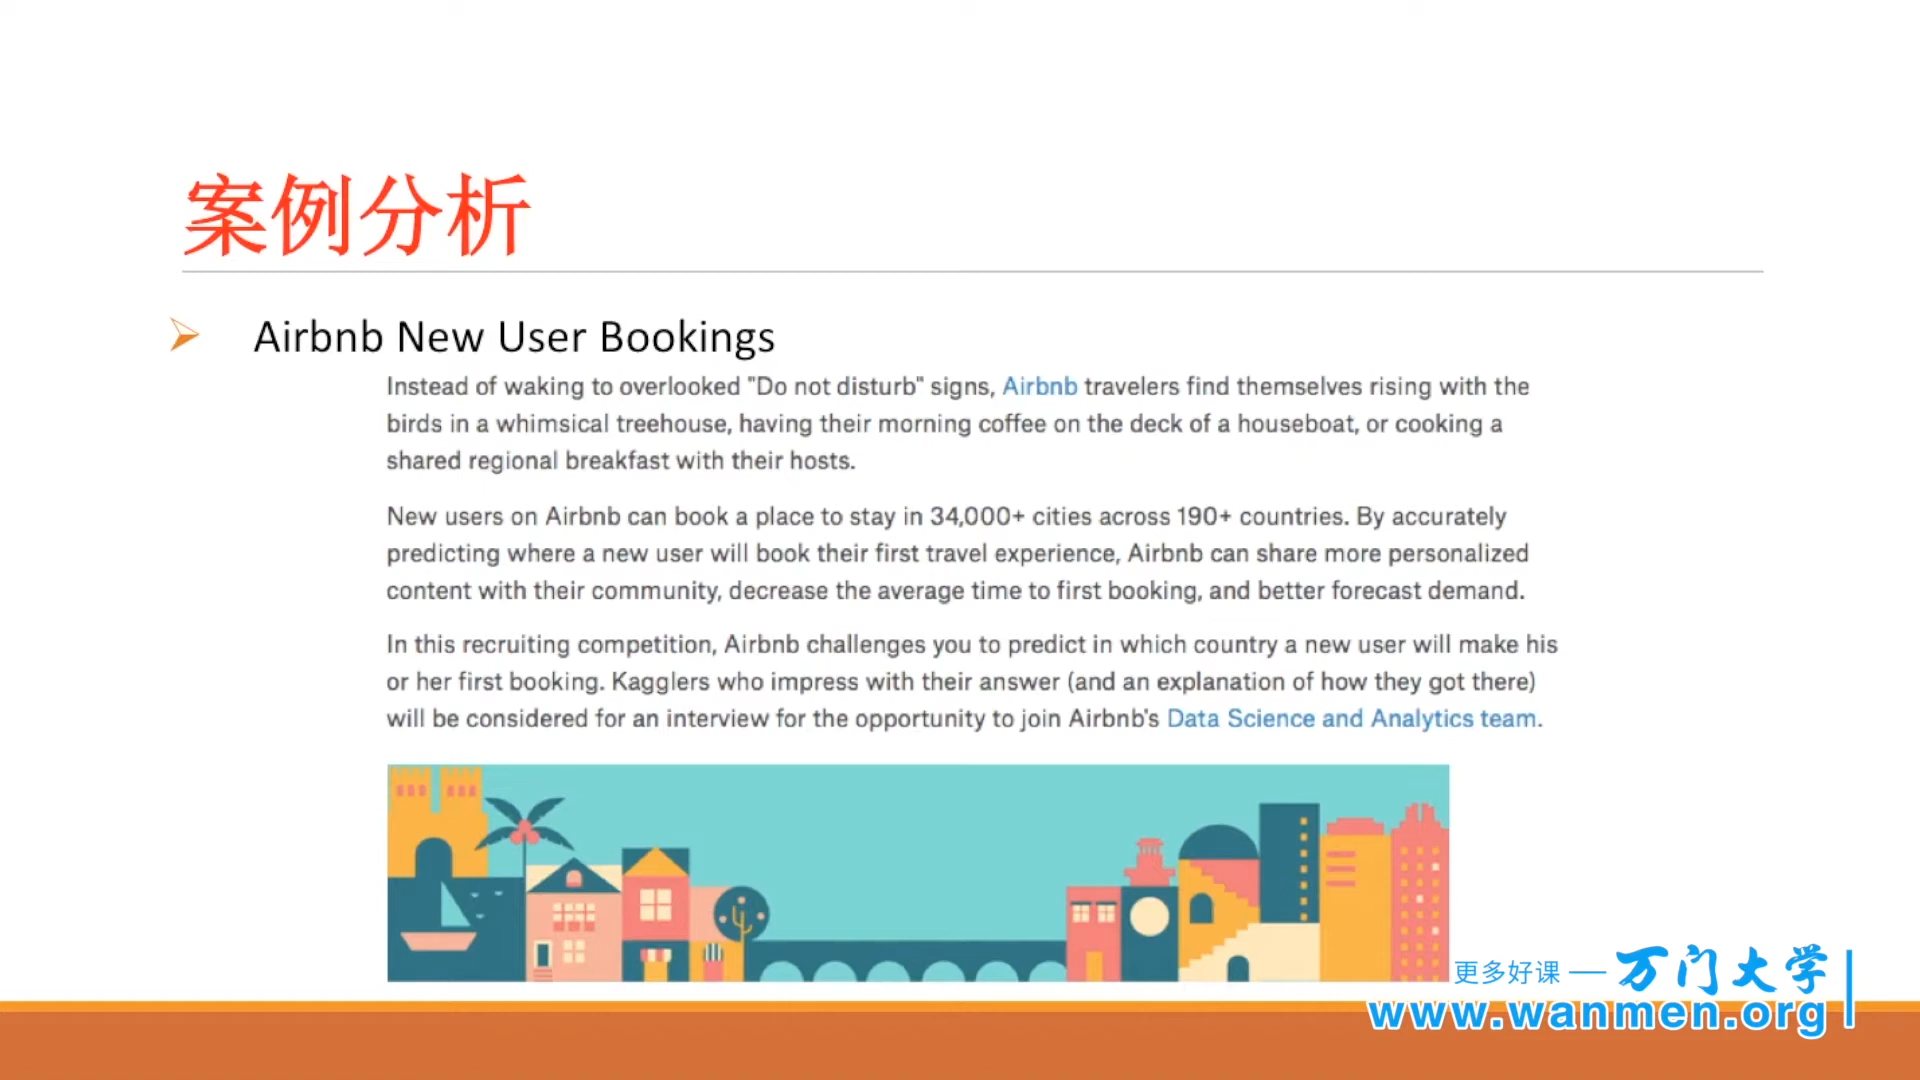 案例分析
Airbnb New User Bookings
Instead of waking to overlooked "Do not disturb" signs, Airbnb travelers find themselves rising with the
birds in a whimsical treehouse, having their morning coffee on the deck of a houseboat, or cooking a
shared regional breakfast with their hosts.
New users on Airbnb can book a place to stay in 34,000+ cities across 190+ countries. By accurately
predicting where a new user will book their first travel experience, Airbnb can share more personalized
content with their community, decrease the average time to first booking, and better forecast demand.
In this recruiting competition, Airbnb challenges you to predict in which country a new user will make his
or her first booking. Kagglers who impress with their answer (and an explanation of how they got there)
will be considered for an interview for the opportunity to join Airbnb's Data Science and Analytics team.
更多好课 — 万门大学
www.wanmen.org